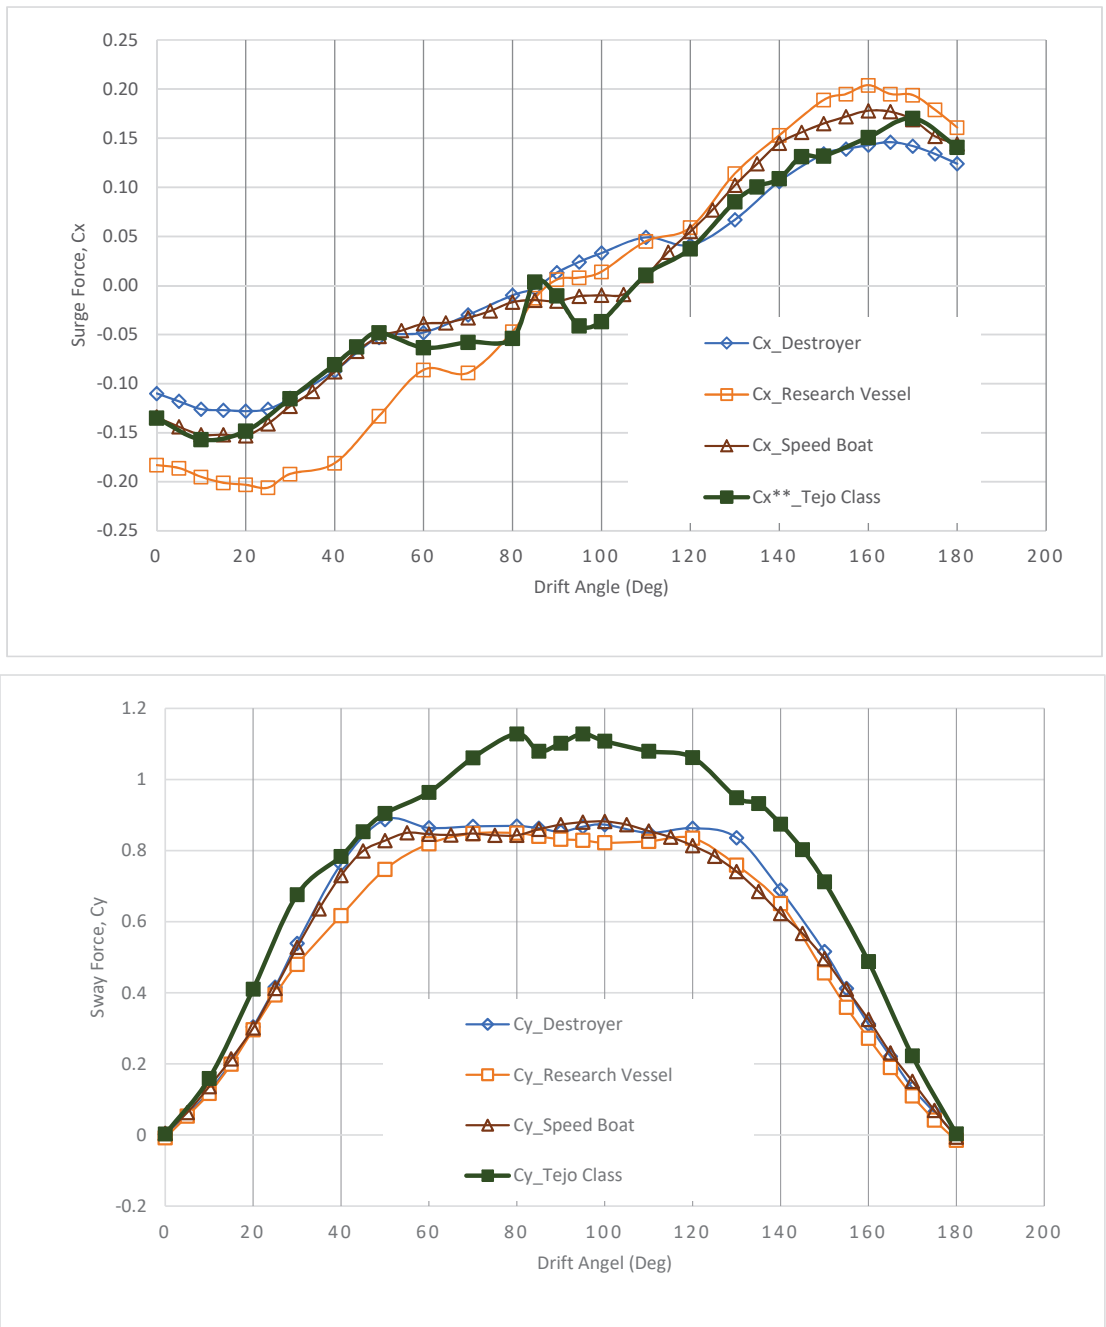 0.25
0.20
0.15
0.10
0.05
0.00
-0.05
-0.10
-0.15
-0.20
-0.25
Surge Force, Cx
Cx_Destroyer
Cx_Research Vessel
Cx_Speed Boat
Cx**_Tejo Class
0 20 40 60 80 100 120 140 160 180 200
Drift Angle (Deg)
1.2
1
0.8
0.6
0.4
0.2
0
-0.2
Sway Force, Cy
Cy_Destroyer
Cy_Research Vessel
Cy_Speed Boat
Cy_Tejo Class
0 20 40 60 80 100 120 140 160 180 200
Drift Angel (Deg)